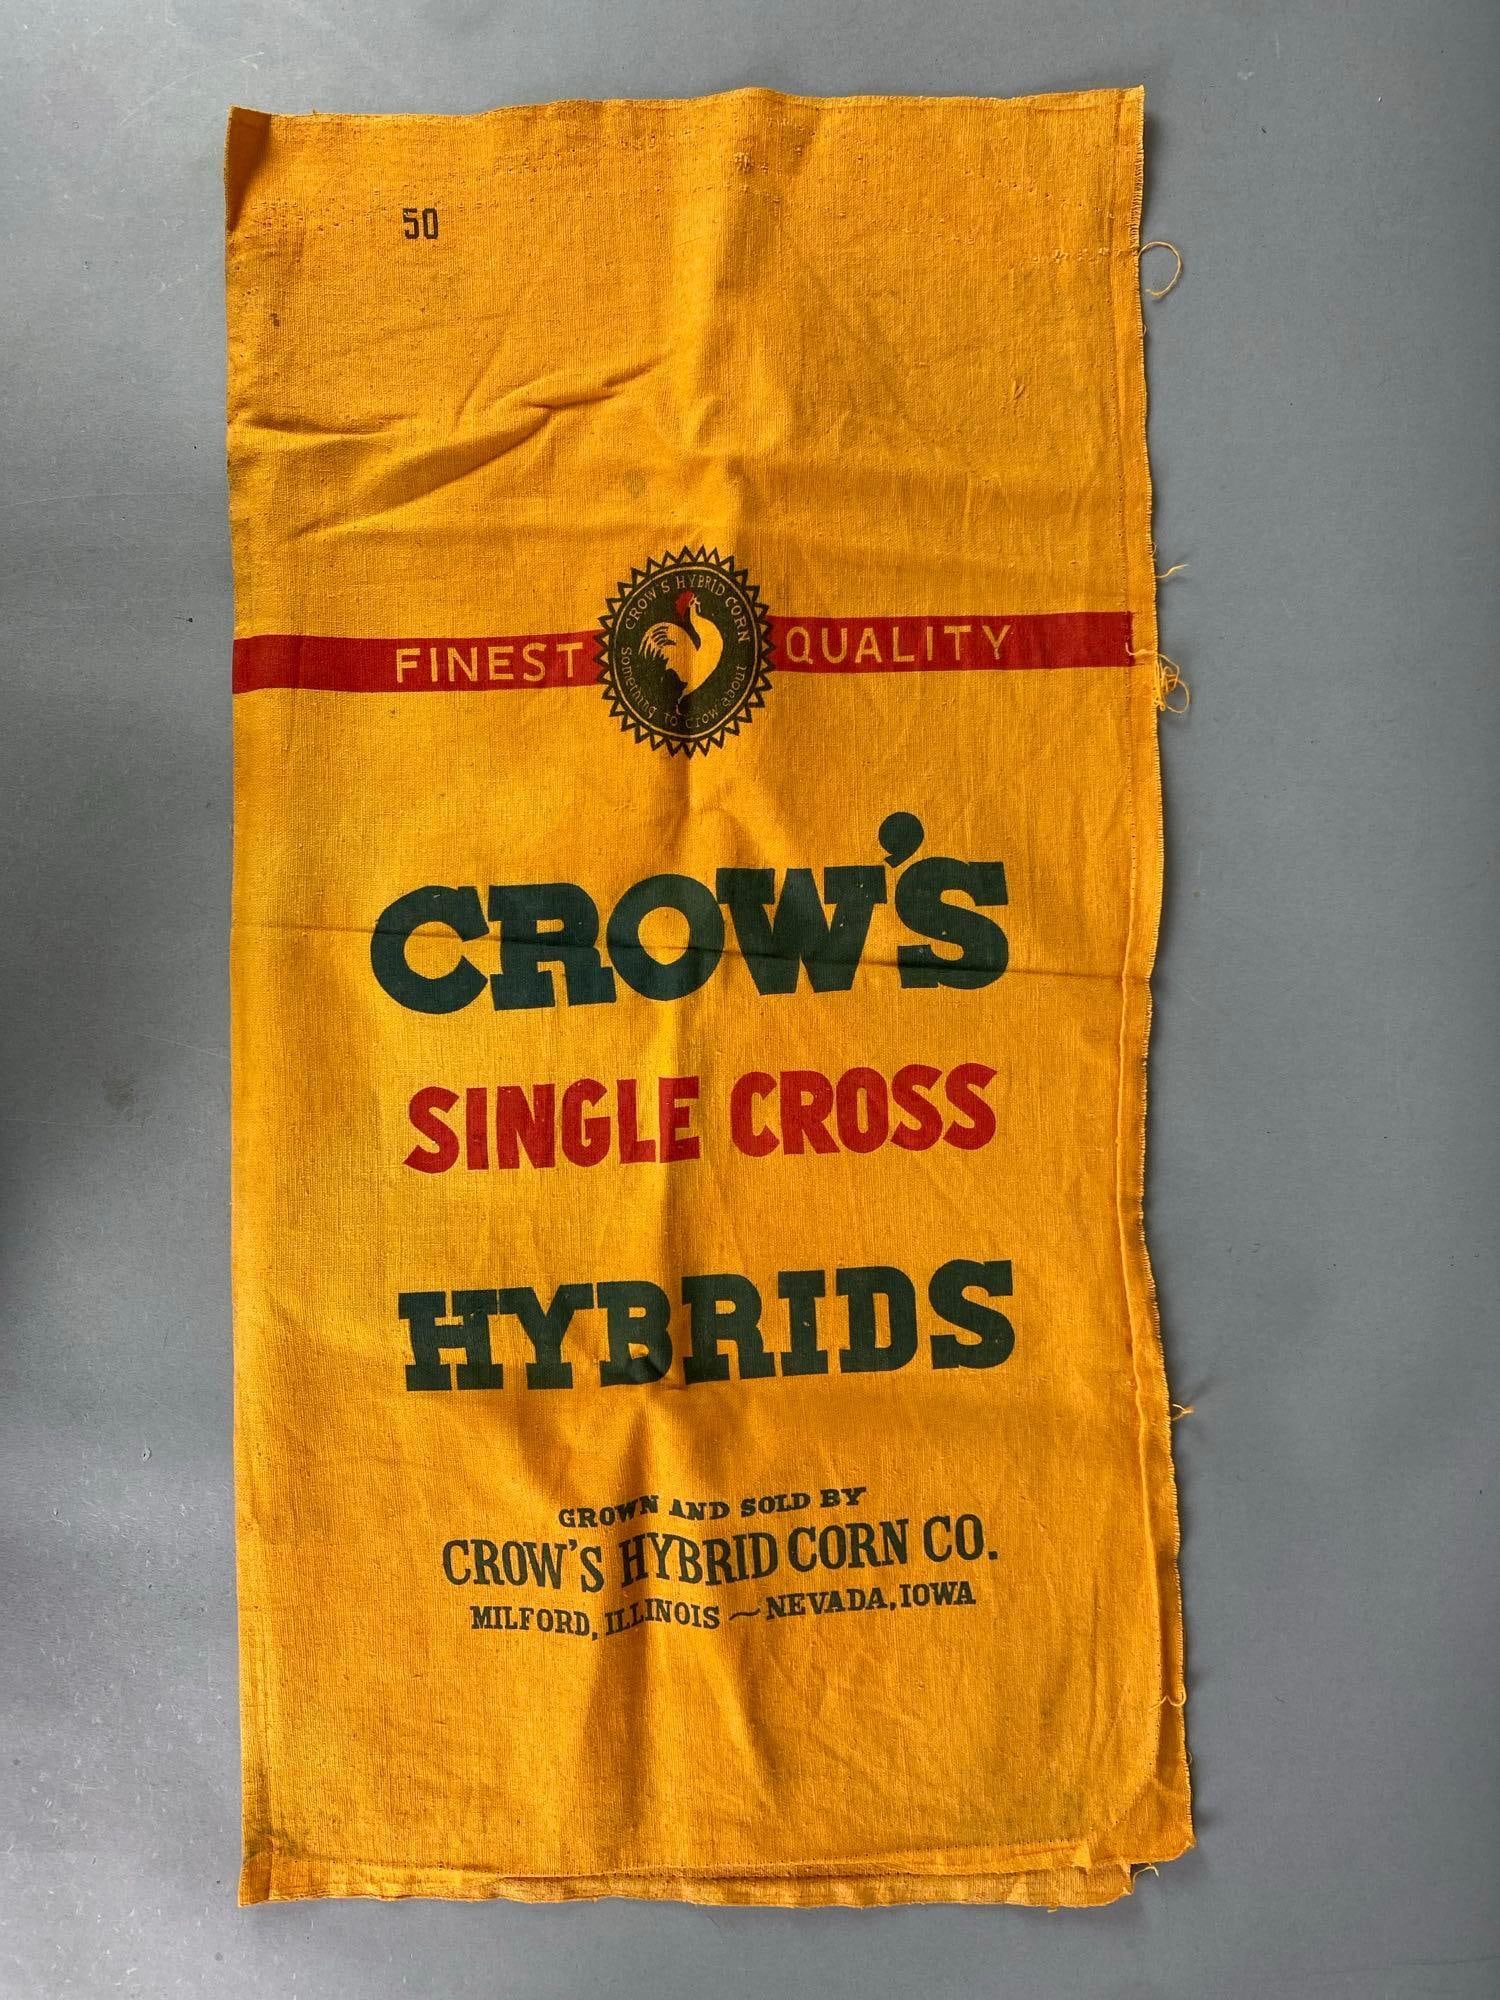 50
CROW'S HYBRID CORN
FINEST QUALITY
Something to crow about
CROW'S
SINGLE CROSS
HYBRIDS
GROWN AND SOLD BY
CROW'S HYBRID CORN CO.
MILFORD, ILLINOIS ~ NEVADA, IOWA